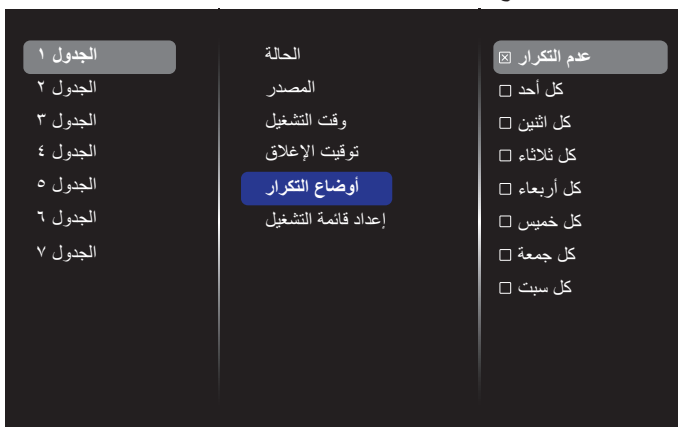 الجدول ١
الجدول ٢
الجدول ٣
الجدول ٤
الجدول ٥
الجدول ٦
الجدول ٧
الحالة
المصدر
وقت التشغيل
توقيت الإغلاق
أوضاع التكرار
إعداد قائمة التشغيل
عدم التكرار
كل أحد
كل اثنين
كل ثلاثاء
كل أربعاء
كل خميس
كل جمعة
كل سبت